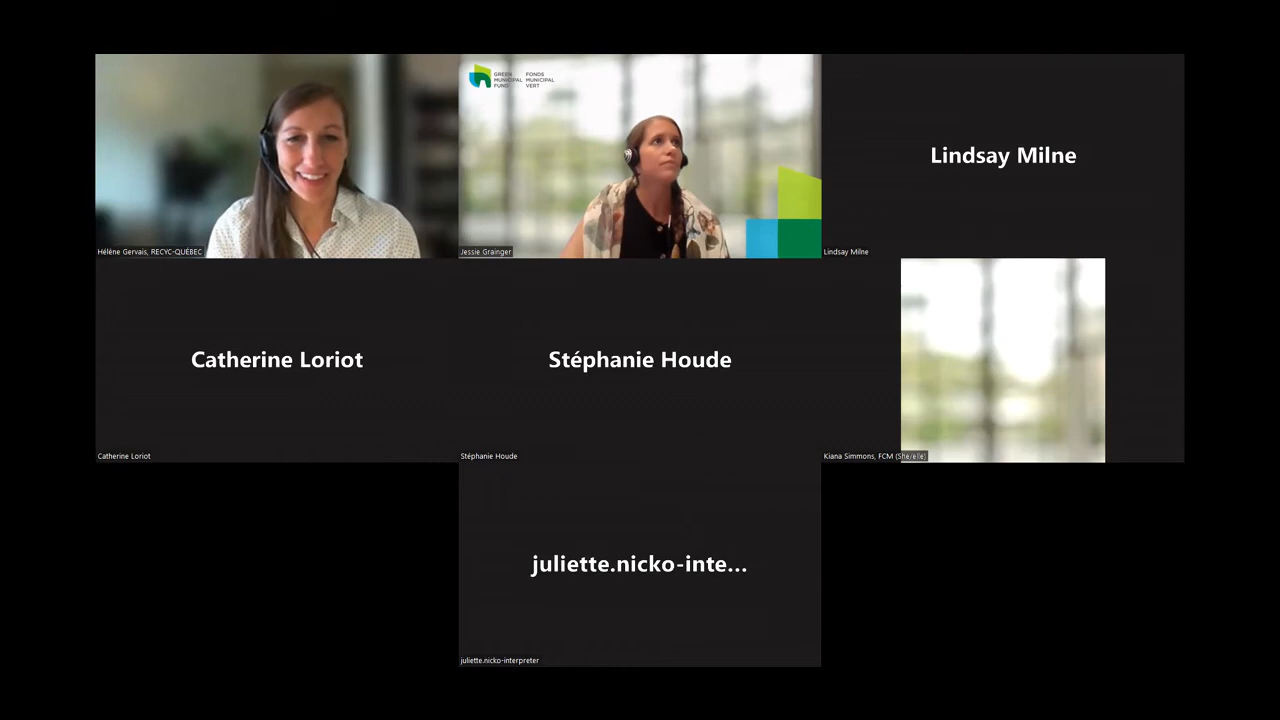 GREEN
MUNICIPAL
FUND
FONDS
MUNICIPAL
VERT
Lindsay Milne
Hélène Gervais, RECYC-QUÉBEC
Jessie Grainger
Lindsay Milne
Catherine Loriot
Stéphanie Houde
Catherine Loriot
Stéphanie Houde
Kiana Simmons, FCM (She/elle)
juliette.nicko-inte...
juliette.nicko-interpreter